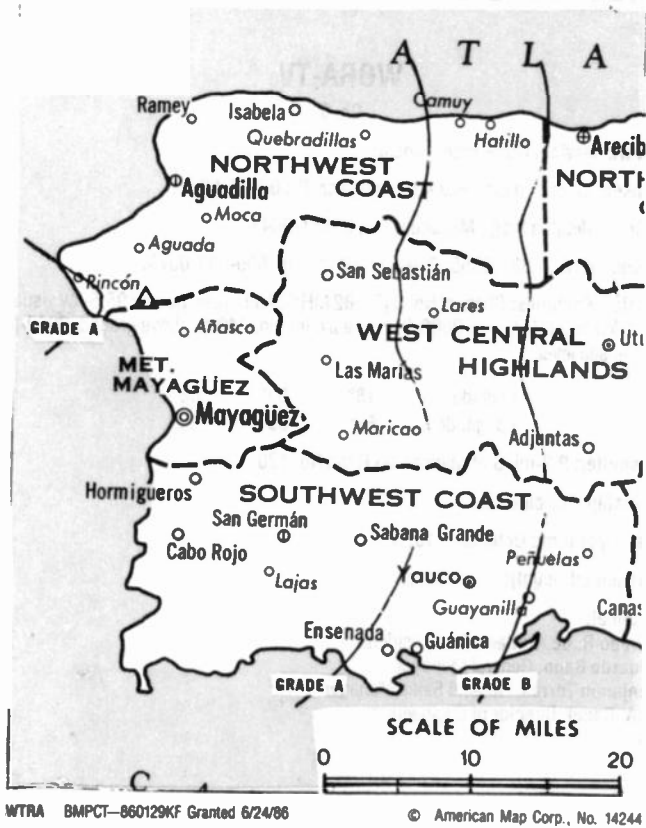 A T L A
Ramey
Isabela
Camuy
Quebradillas
Hatillo
Arecib
NORTHWEST
COAST
NORTH
Aguadilla
Moca
Aguada
Rincón
San Sebastián
GRADE A
Añasco
Lares
WEST CENTRAL
HIGHLANDS
Utu
MET.
MAYAGÜEZ
Las Marías
Mayagüez
Maricao
Adjuntas
Hormigueros
SOUTHWEST COAST
San Germán
Sabana Grande
Cabo Rojo
Peñuelas
Lajas
Yauco
Guayanilla
Canas
Ensenada
Guánica
GRADE A
GRADE B
SCALE OF MILES
0 10 20
C
WTRA BMPCT—860129KF Granted 6/24/86
© American Map Corp., No. 14244